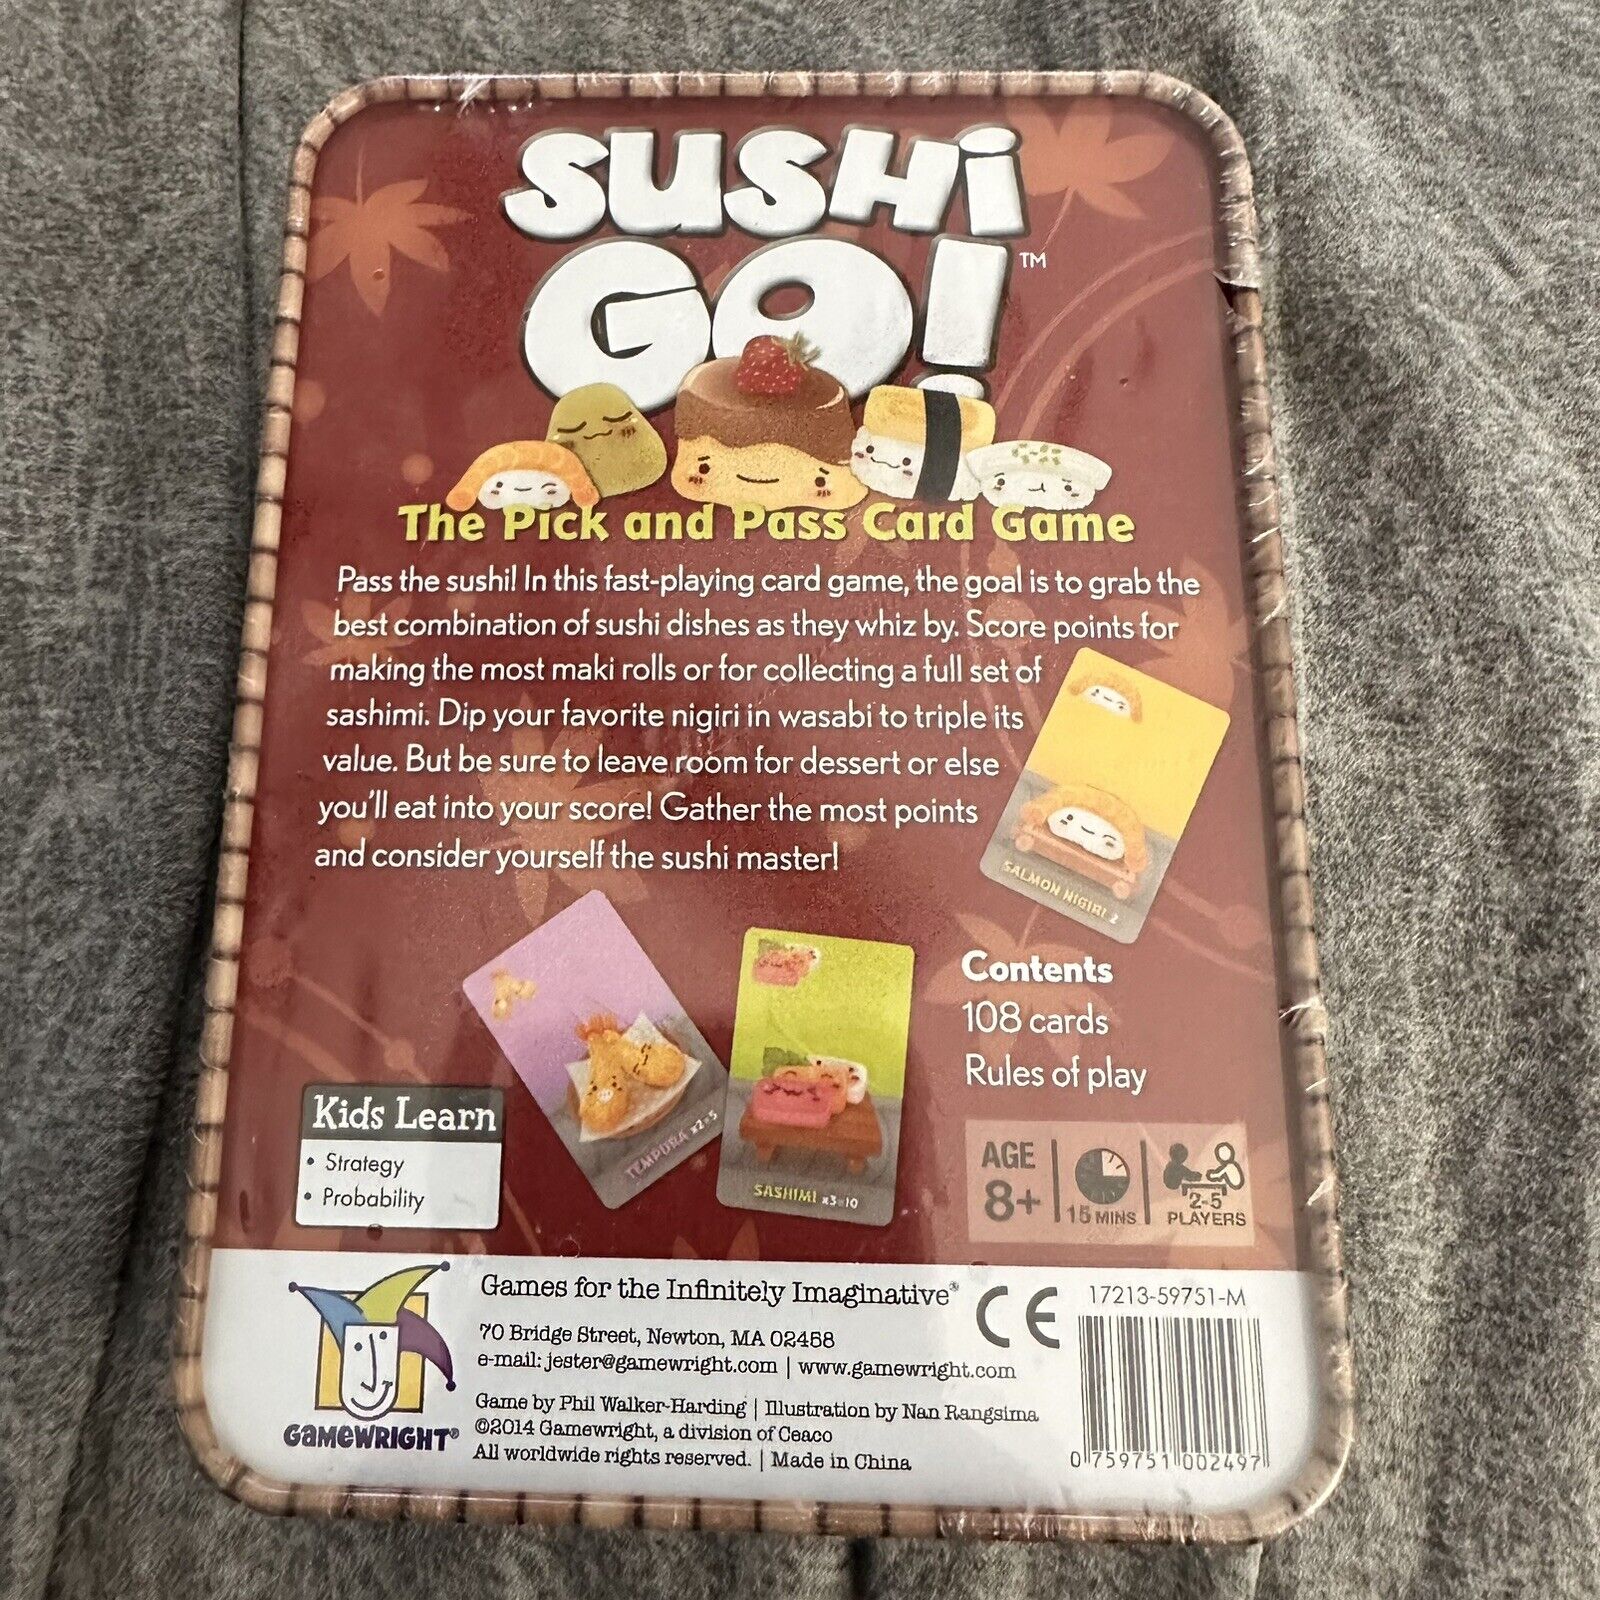 SUSHi
GO!™
The Pick and Pass Card Game
Pass the sushi! In this fast-playing card game, the goal is to grab the
best combination of sushi dishes as they whiz by. Score points for
making the most maki rolls or for collecting a full set of
sashimi. Dip your favorite nigiri in wasabi to triple its
value. But be sure to leave room for dessert or else
you'll eat into your score! Gather the most points
and consider yourself the sushi master!
SALMON NIGIRI 2
TEMPURA x2=5
SASHIMI x3=10
Contents
108 cards
Rules of play
Kids Learn
• Strategy
• Probability
AGE
8+
15 MINS
2-5
PLAYERS
GAMEWRIGHT®
Games for the Infinitely Imaginative®
70 Bridge Street, Newton, MA 02458
e-mail: jester@gamewright.com | www.gamewright.com
Game by Phil Walker-Harding | Illustration by Nan Rangsima
©2014 Gamewright, a division of Ceaco
All worldwide rights reserved. | Made in China
CE
17213-59751-M
0 759751 002497